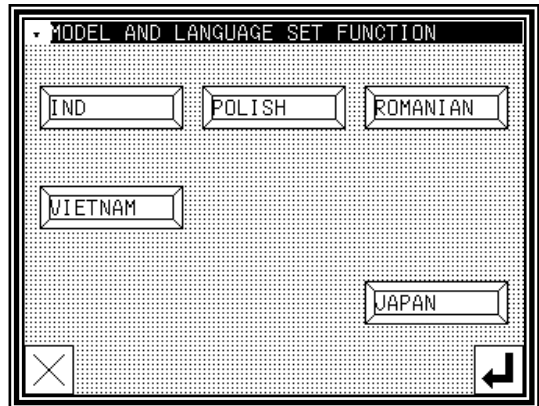 MODEL AND LANGUAGE SET FUNCTION
IND POLISH ROMANIAN
VIETNAM
JAPAN